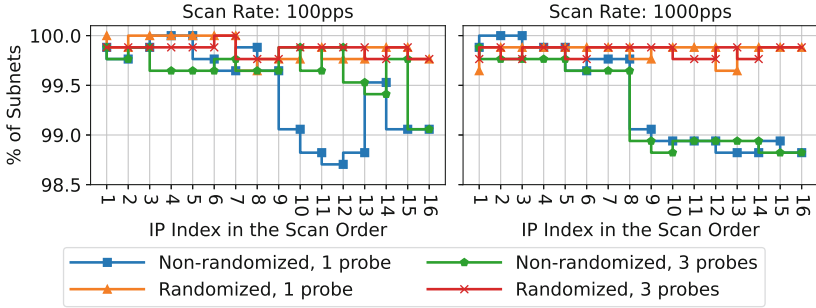 Scan Rate: 100pps
Scan Rate: 1000pps
% of Subnets
100.0
99.5
99.0
98.5
1 2 3 4 5 6 7 8 9 10 11 12 13 14 15 16
1 2 3 4 5 6 7 8 9 10 11 12 13 14 15 16
IP Index in the Scan Order
IP Index in the Scan Order
Non-randomized, 1 probe
Non-randomized, 3 probes
Randomized, 1 probe
Randomized, 3 probes